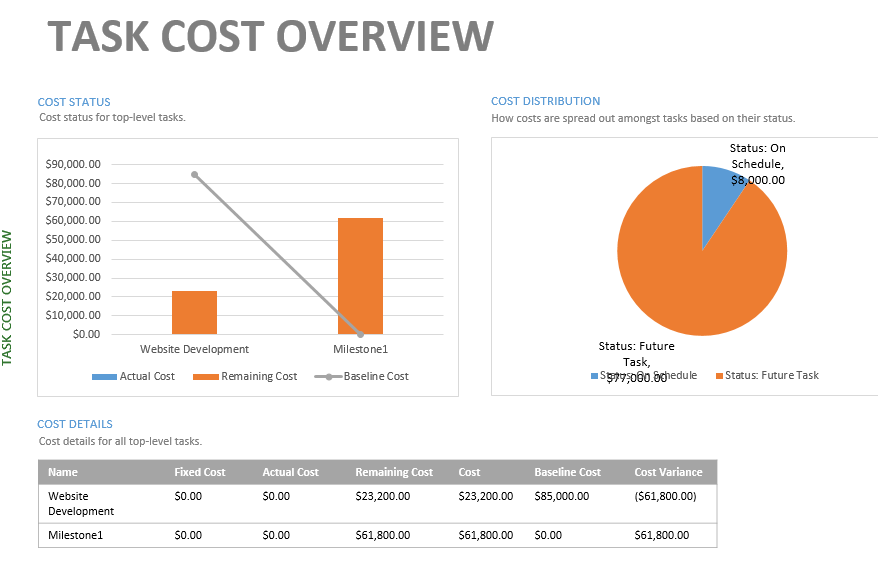 TASK COST OVERVIEW
TASK COST OVERVIEW
COST STATUS
Cost status for top-level tasks.
$90,000.00
$80,000.00
$70,000.00
$60,000.00
$50,000.00
$40,000.00
$30,000.00
$20,000.00
$10,000.00
$0.00
Website Development Milestone1
Actual Cost Remaining Cost Baseline Cost
COST DISTRIBUTION
How costs are spread out amongst tasks based on their status.
Status: On
Schedule,
$8,000.00
Status: Future
Task,
$77,000.00
Status: On Schedule Status: Future Task
COST DETAILS
Cost details for all top-level tasks.
Name Fixed Cost Actual Cost Remaining Cost Cost Baseline Cost Cost Variance
Website $0.00 $0.00 $23,200.00 $23,200.00 $85,000.00 ($61,800.00)
Development
Milestone1 $0.00 $0.00 $61,800.00 $61,800.00 $0.00 $61,800.00